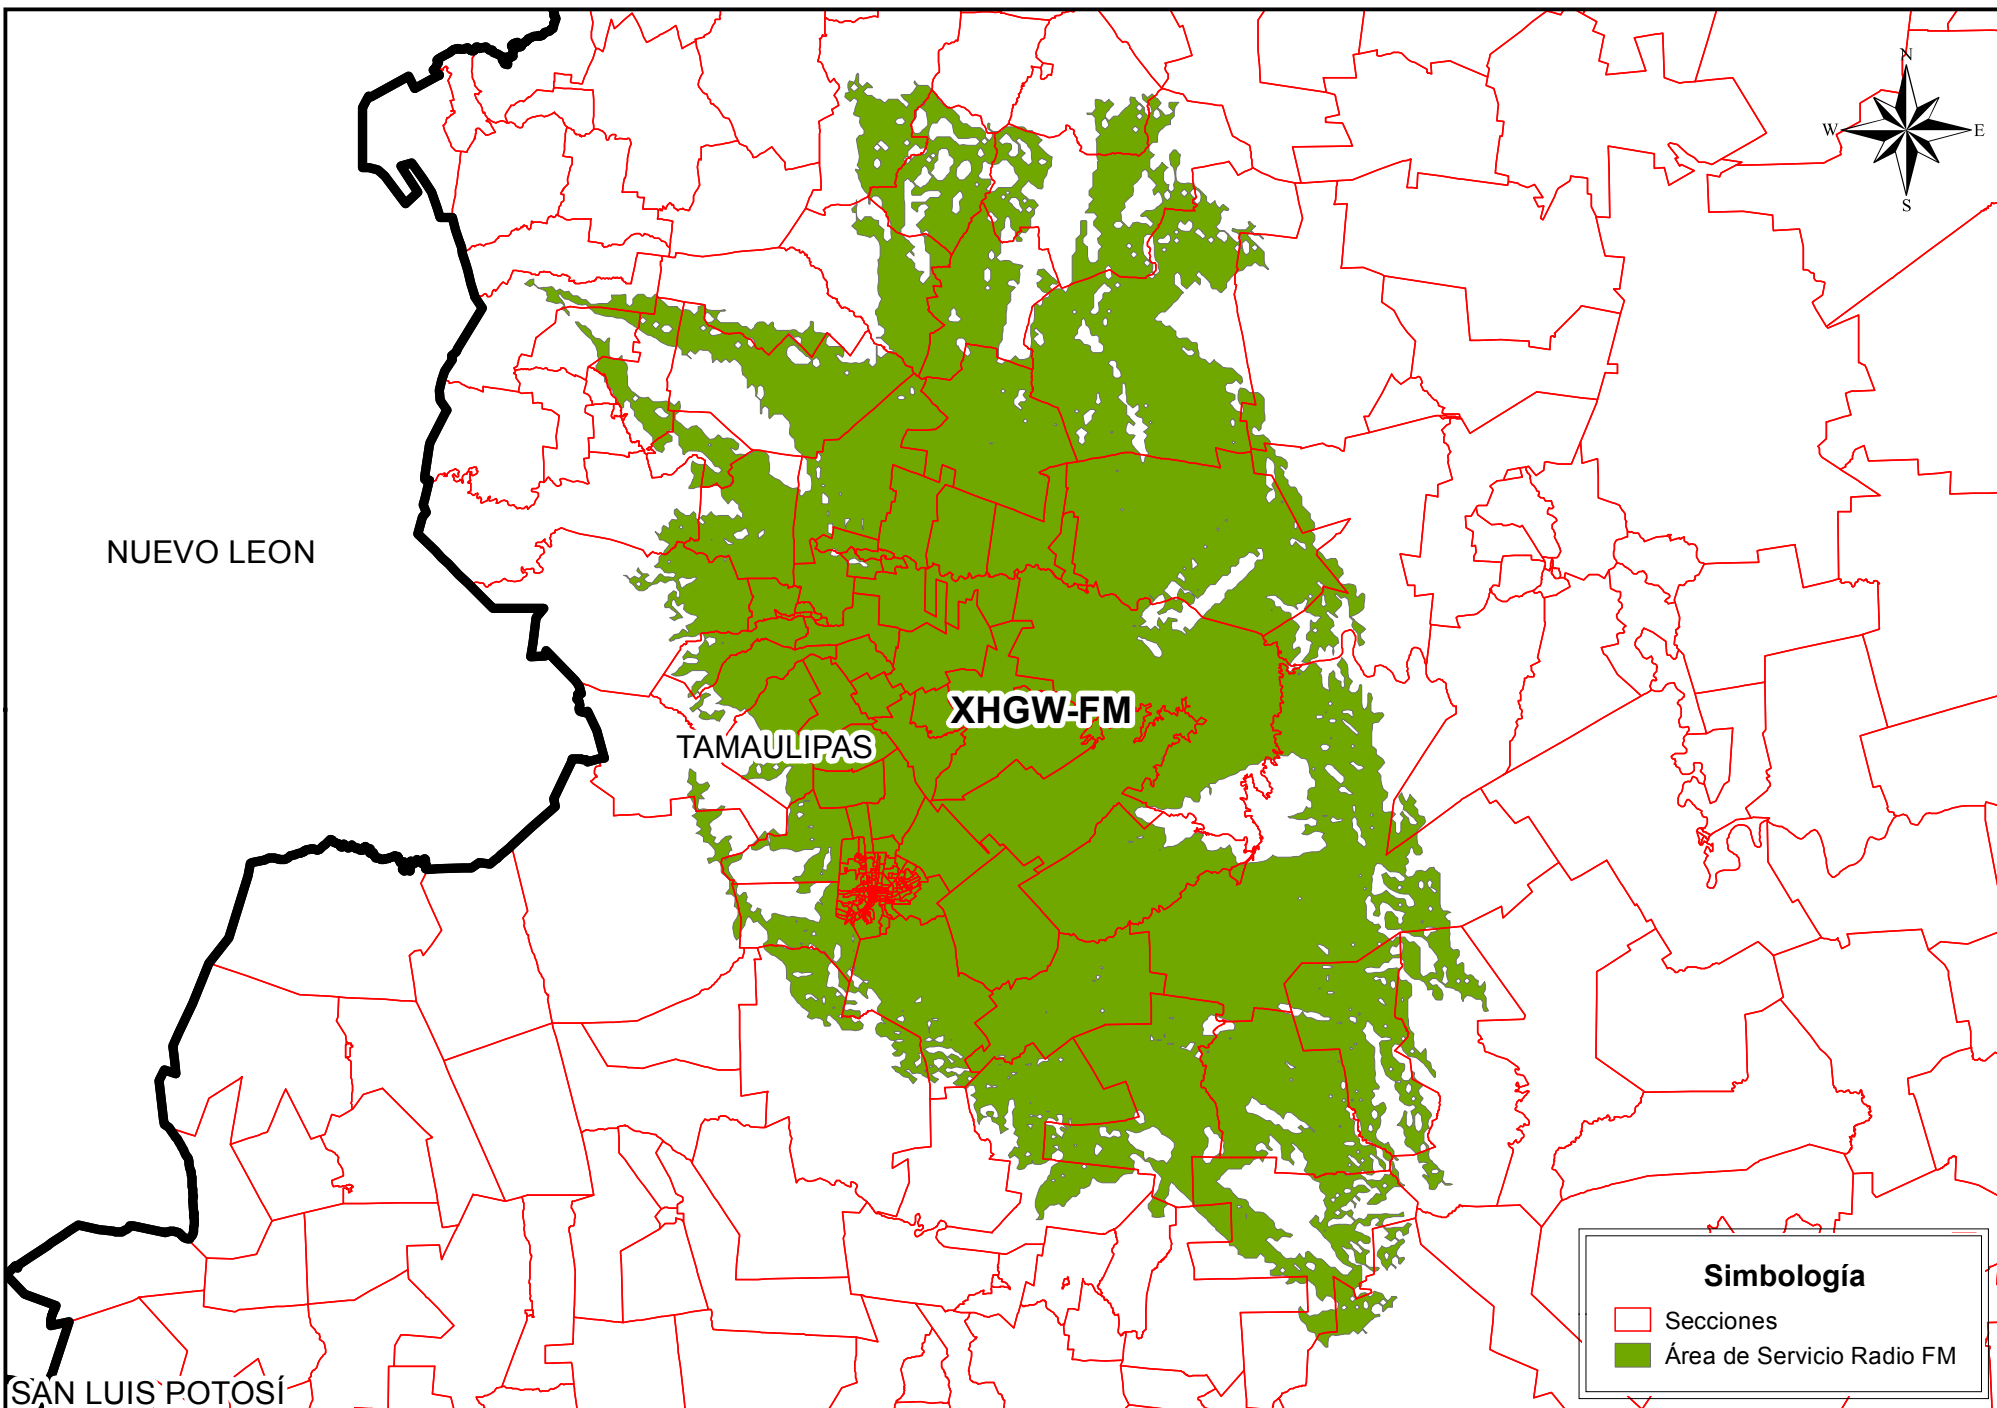 N
W E
S
NUEVO LEON
XHGW-FM
TAMAULIPAS
Simbología
Secciones
Área de Servicio Radio FM
SAN LUIS POTOSÍ